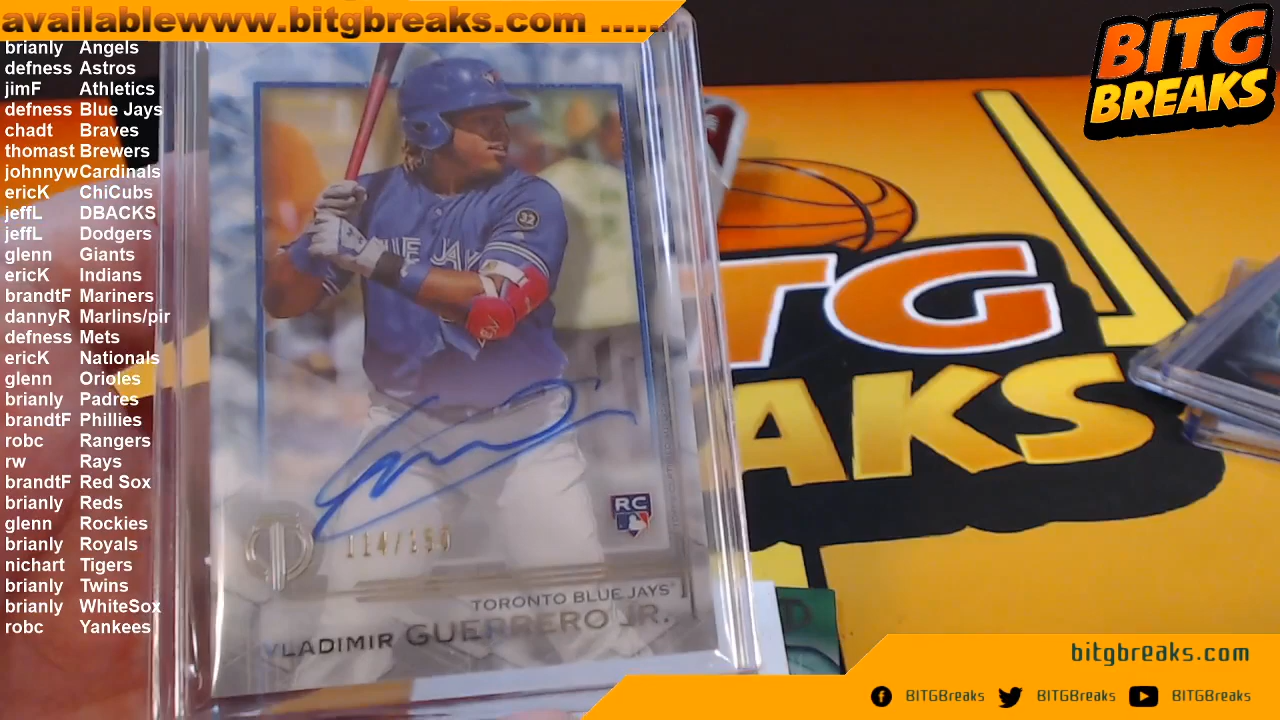 availablewww.bitgbreaks.com ......
BITG
BREAKS
brianly Angels
defness Astros
jimF Athletics
defness Blue Jays
chadt Braves
thomast Brewers
johnnyw Cardinals
ericK ChiCubs
jeffL DBACKS
jeffL Dodgers
glenn Giants
ericK Indians
brandtF Mariners
dannyR Marlins/pir
defness Mets
ericK Nationals
glenn Orioles
brianly Padres
brandtF Phillies
robc Rangers
rw Rays
brandtF Red Sox
brianly Reds
glenn Rockies
brianly Royals
nichart Tigers
brianly Twins
brianly WhiteSox
robc Yankees
32
RC
114/150
TORONTO BLUE JAYS
VLADIMIR GUERRERO JR.
TG
AKS
bitgbreaks.com
BITGBreaks
BITGBreaks
BITGBreaks